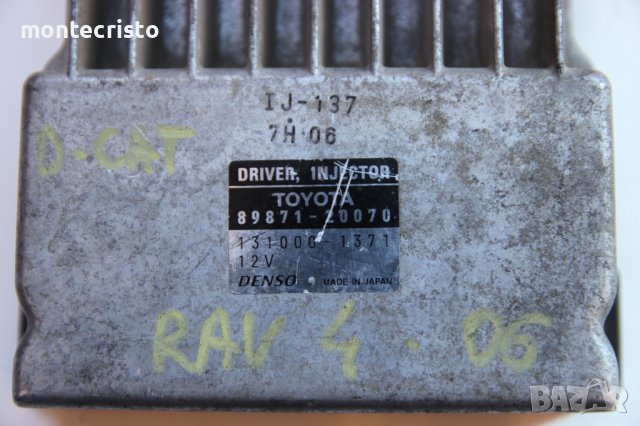 montecristo
IJ-137
7H 06
D-CAT
DRIVER, INJECTOR
TOYOTA
89871-20070
131000-1371
12V
DENSO MADE IN JAPAN
RAV 4 . 06
BAZAR